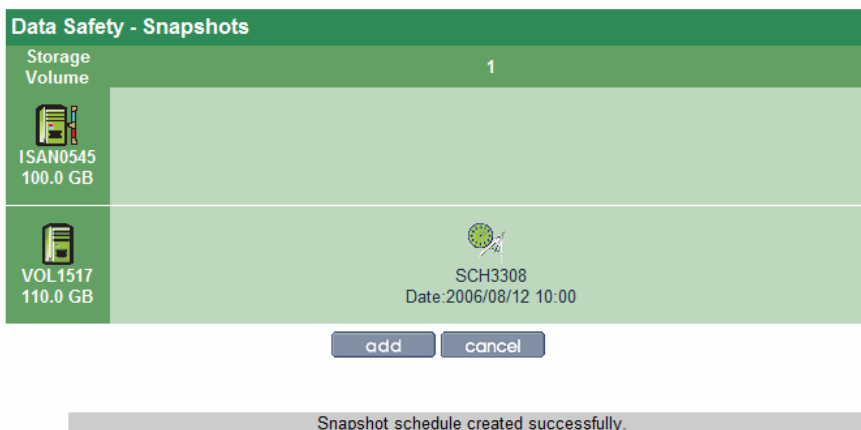 Data Safety - Snapshots
Storage
Volume
1
ISAN0545
100.0 GB
VOL1517
110.0 GB
SCH3308
Date:2006/08/12 10:00
add
cancel
Snapshot schedule created successfully.